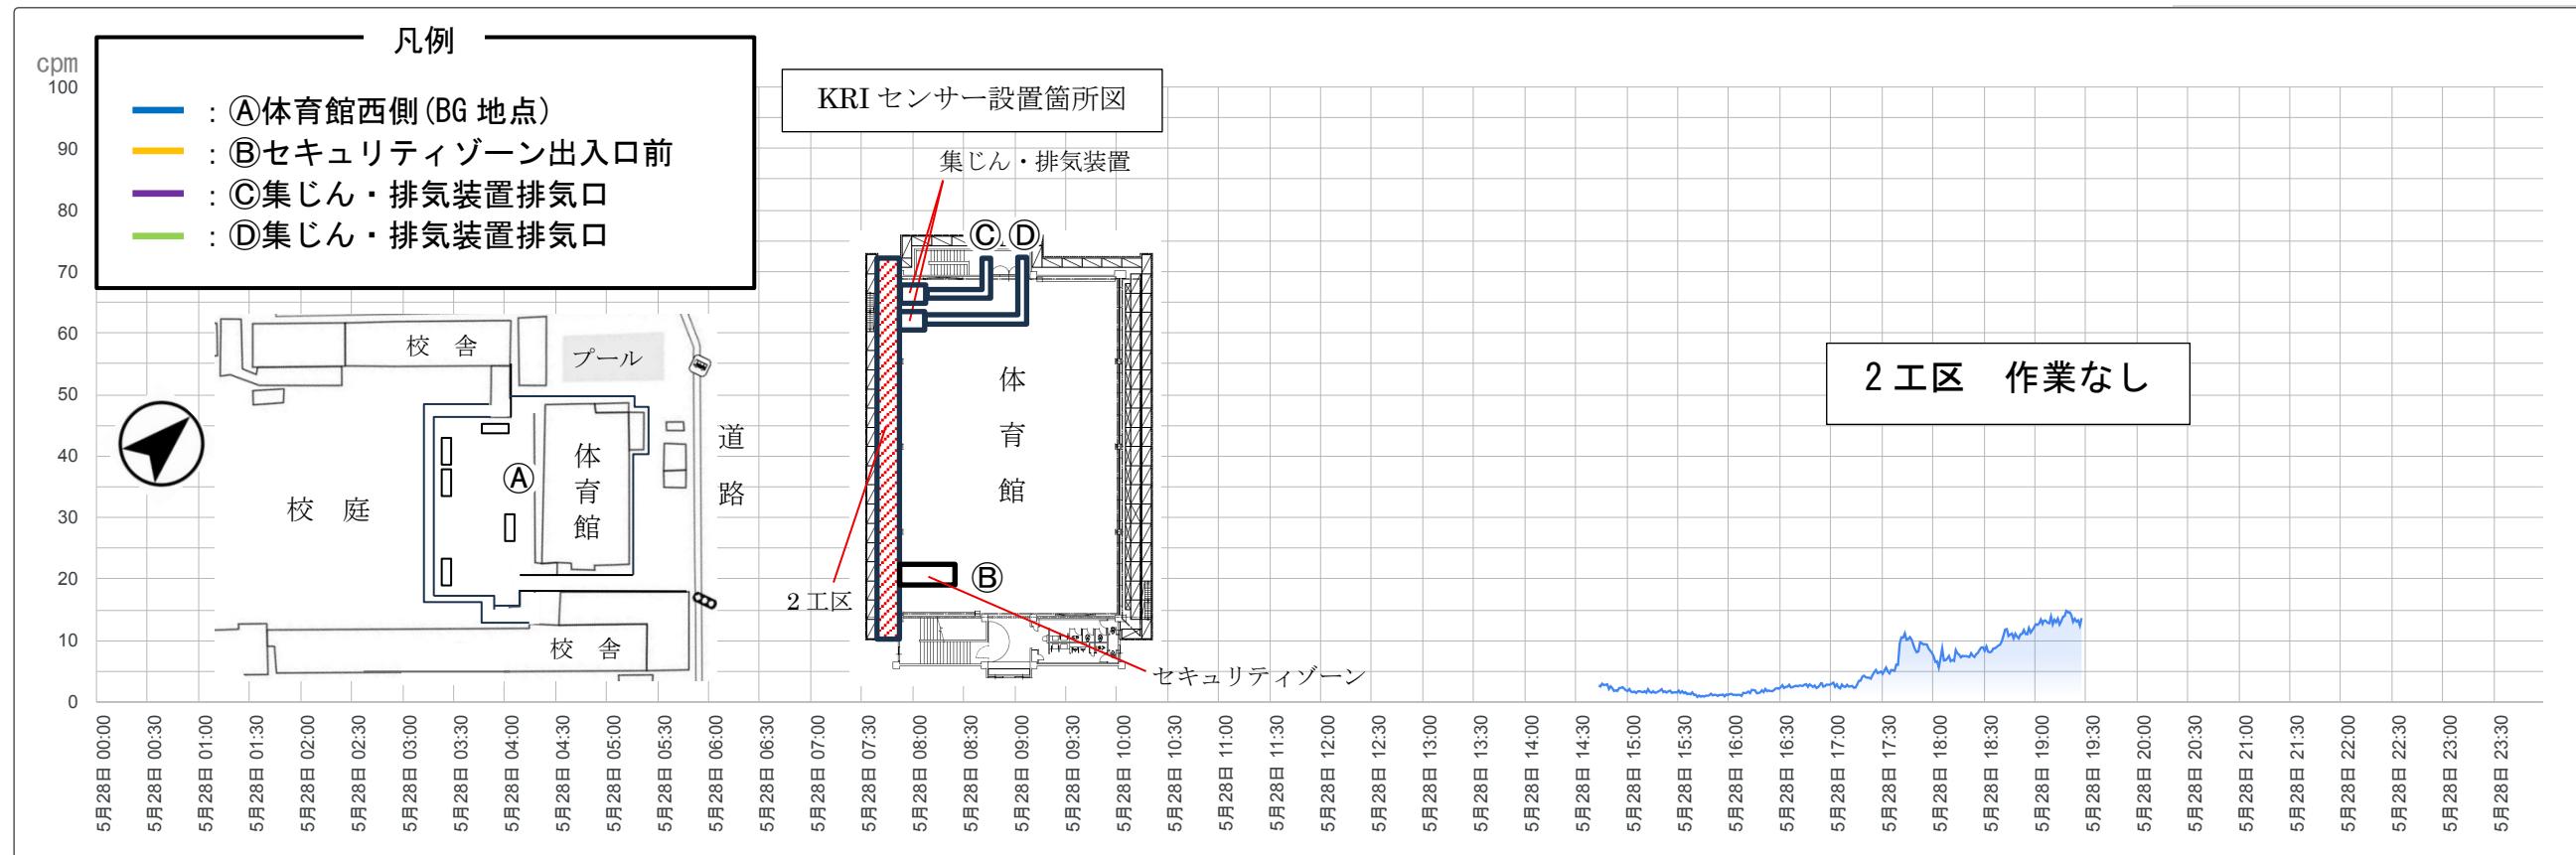 凡例
cpm
: Ⓐ体育館西側(BG 地点)
: Ⓑセキュリティゾーン出入口前
: Ⓒ集じん・排気装置排気口
: Ⓓ集じん・排気装置排気口
KRI センサー設置箇所図
集じん・排気装置
Ⓒ Ⓓ
体育館
Ⓑ
2 工区
セキュリティゾーン
2 工区 作業なし
校 舎
プール
道路
Ⓐ
体育館
校 庭
校 舎
100
90
80
70
60
50
40
30
20
10
0
5月28日 00:00
5月28日 00:30
5月28日 01:00
5月28日 01:30
5月28日 02:00
5月28日 02:30
5月28日 03:00
5月28日 03:30
5月28日 04:00
5月28日 04:30
5月28日 05:00
5月28日 05:30
5月28日 06:00
5月28日 06:30
5月28日 07:00
5月28日 07:30
5月28日 08:00
5月28日 08:30
5月28日 09:00
5月28日 09:30
5月28日 10:00
5月28日 10:30
5月28日 11:00
5月28日 11:30
5月28日 12:00
5月28日 12:30
5月28日 13:00
5月28日 13:30
5月28日 14:00
5月28日 14:30
5月28日 15:00
5月28日 15:30
5月28日 16:00
5月28日 16:30
5月28日 17:00
5月28日 17:30
5月28日 18:00
5月28日 18:30
5月28日 19:00
5月28日 19:30
5月28日 20:00
5月28日 20:30
5月28日 21:00
5月28日 21:30
5月28日 22:00
5月28日 22:30
5月28日 23:00
5月28日 23:30